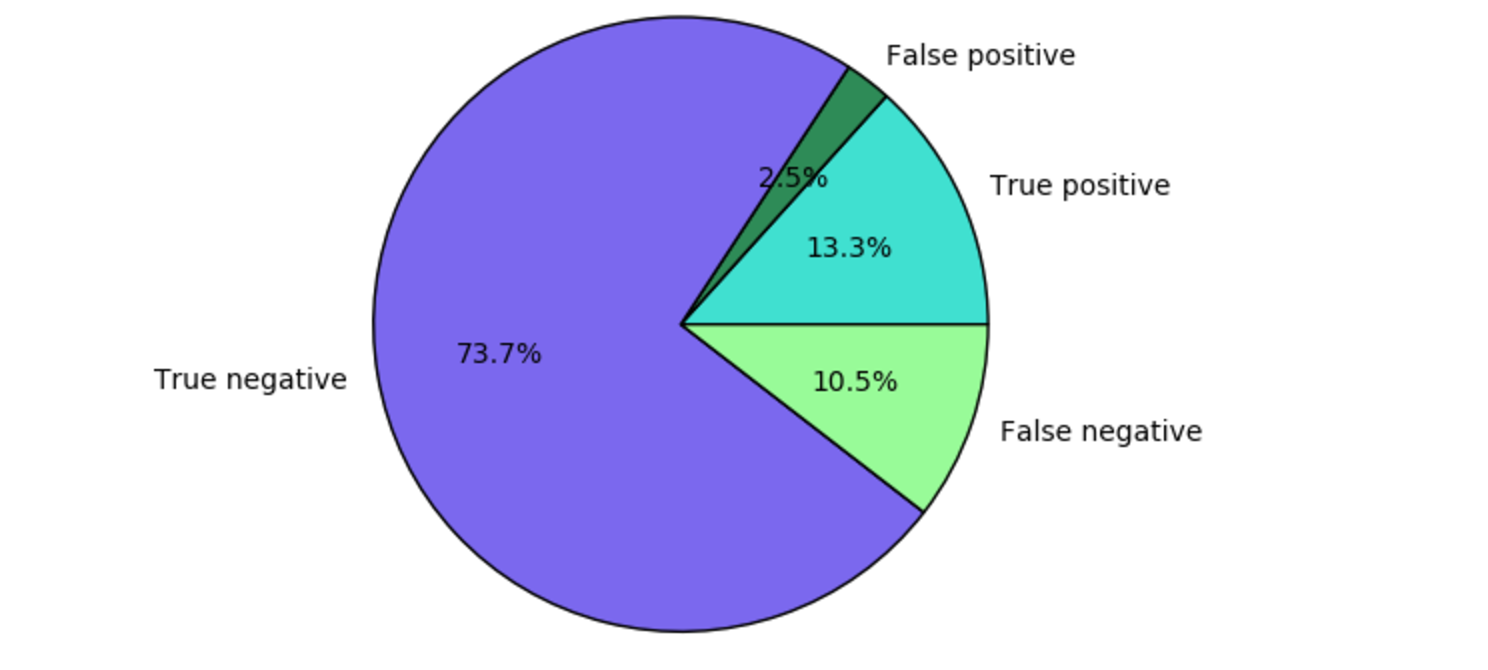 False positive
2.5%
True positive
13.3%
73.7%
True negative
10.5%
False negative